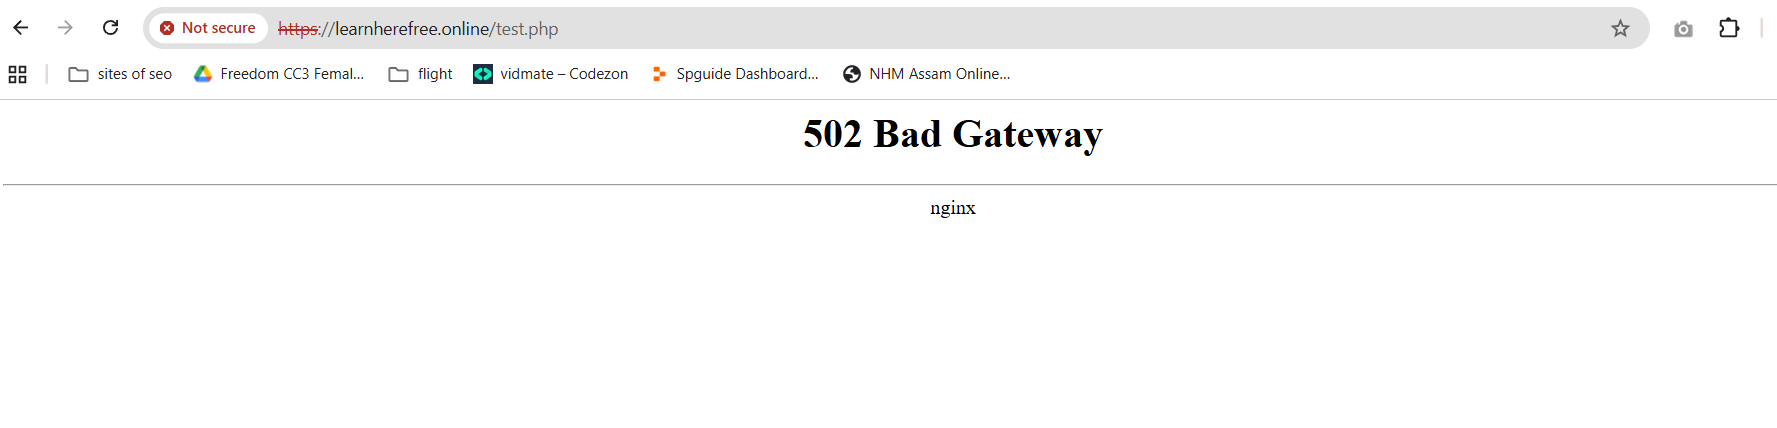 Not secure https://learnherefree.online/test.php
sites of seo Freedom CC3 Femal... flight vidmate – Codezon Spguide Dashboard... NHM Assam Online...
502 Bad Gateway
nginx